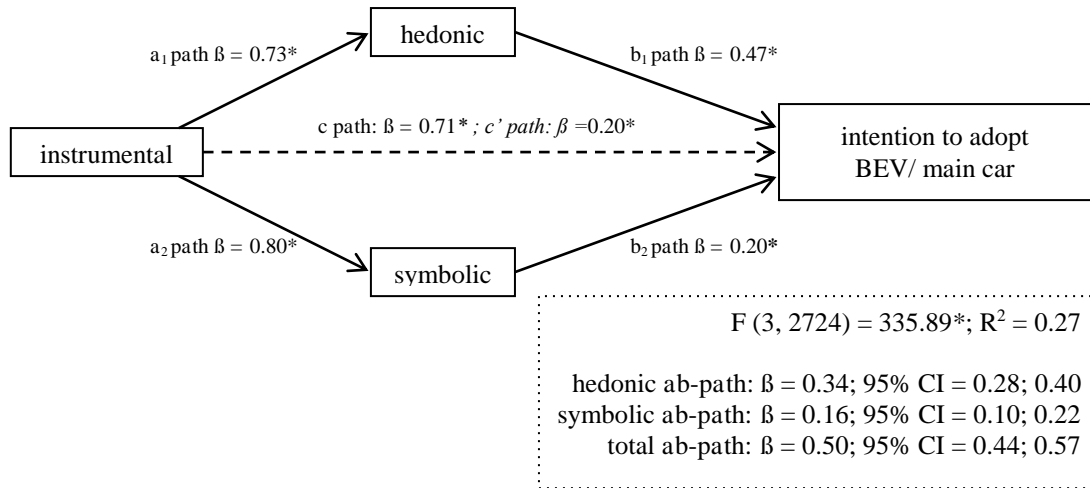 hedonic
a₁ path ß = 0.73*
b₁ path ß = 0.47*
c path: ß = 0.71* ; c' path: ß =0.20*
instrumental
intention to adopt
BEV/ main car
a₂ path ß = 0.80*
b₂ path ß = 0.20*
symbolic
F (3, 2724) = 335.89*; R² = 0.27
hedonic ab-path: ß = 0.34; 95% CI = 0.28; 0.40
symbolic ab-path: ß = 0.16; 95% CI = 0.10; 0.22
total ab-path: ß = 0.50; 95% CI = 0.44; 0.57